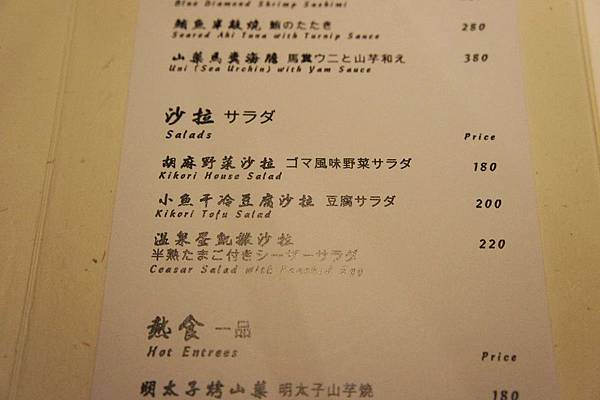 Blue Diamond Shrimp Sashimi
鮪魚半敲燒 鮪のたたき 280
Seared Ahi Tuna with Turnip Sauce
山藥馬糞海膽 馬糞ウニと山芋和え 380
Uni (Sea Urchin) with Yam Sauce
沙拉 サラダ
Salads Price
胡麻野菜沙拉 ゴマ風味野菜サラダ 180
Kikori House Salad
小魚干冷豆腐沙拉 豆腐サラダ 200
Kikori Tofu Salad
溫泉蛋凱撒沙拉 220
半熟たまご付きシーザーサラダ
Ceasar Salad with Poached Egg
熱食 一品
Hot Entrees Price
明太子烤山藥 明太子山芋燒 180